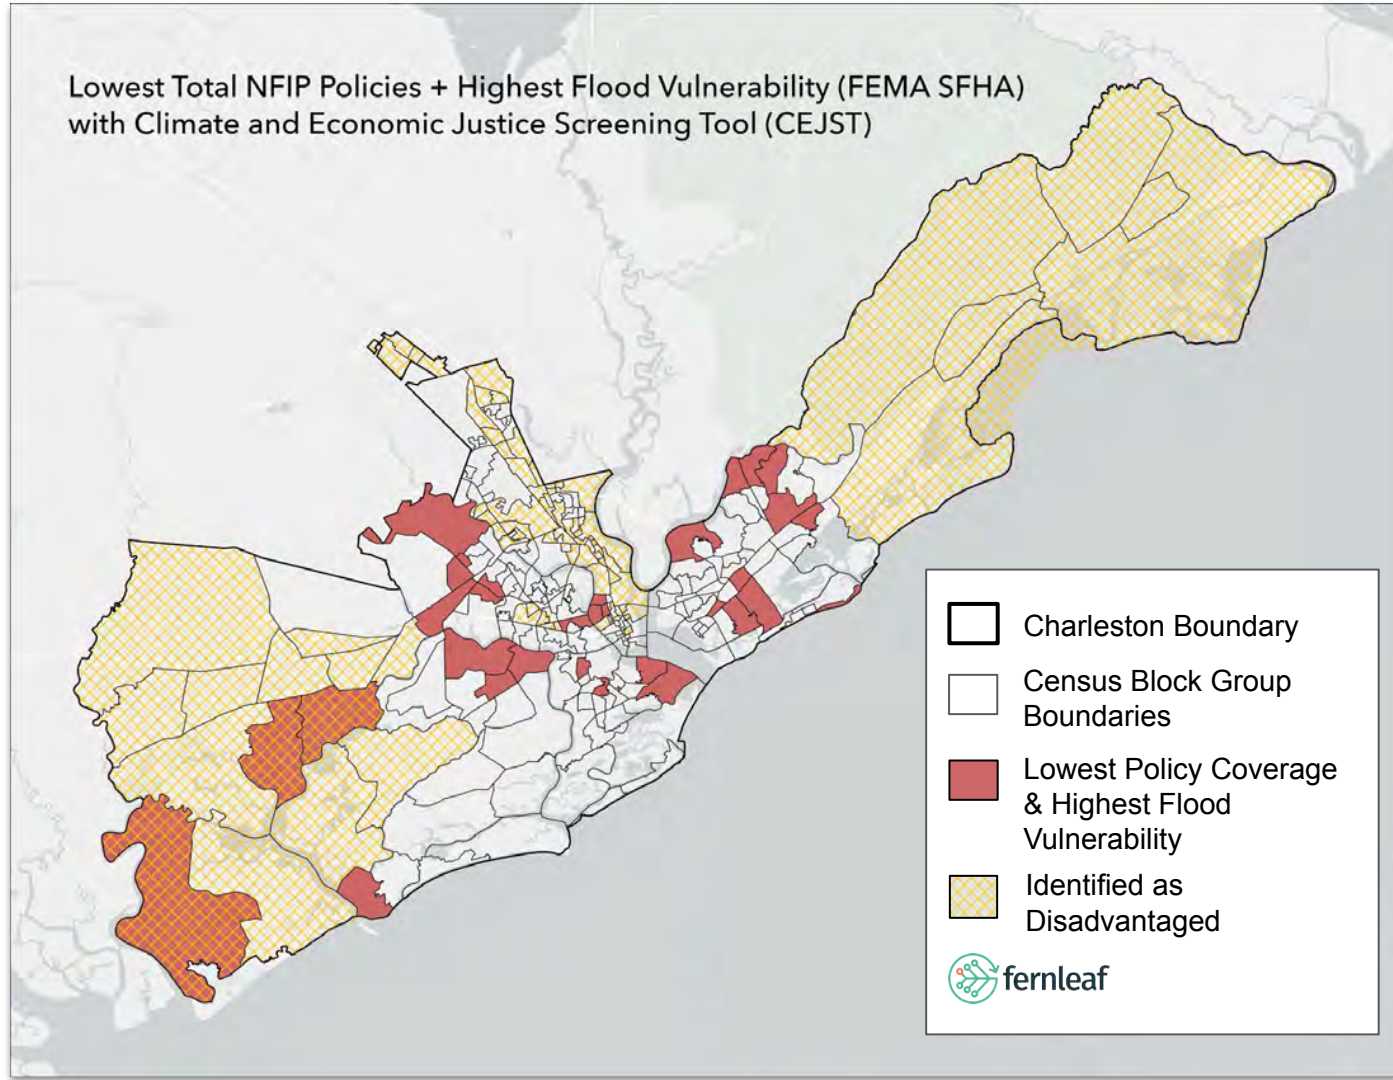 Lowest Total NFIP Policies + Highest Flood Vulnerability (FEMA SFHA)
with Climate and Economic Justice Screening Tool (CEJST)
Charleston Boundary
Census Block Group
Boundaries
Lowest Policy Coverage
& Highest Flood
Vulnerability
Identified as
Disadvantaged
fernleaf